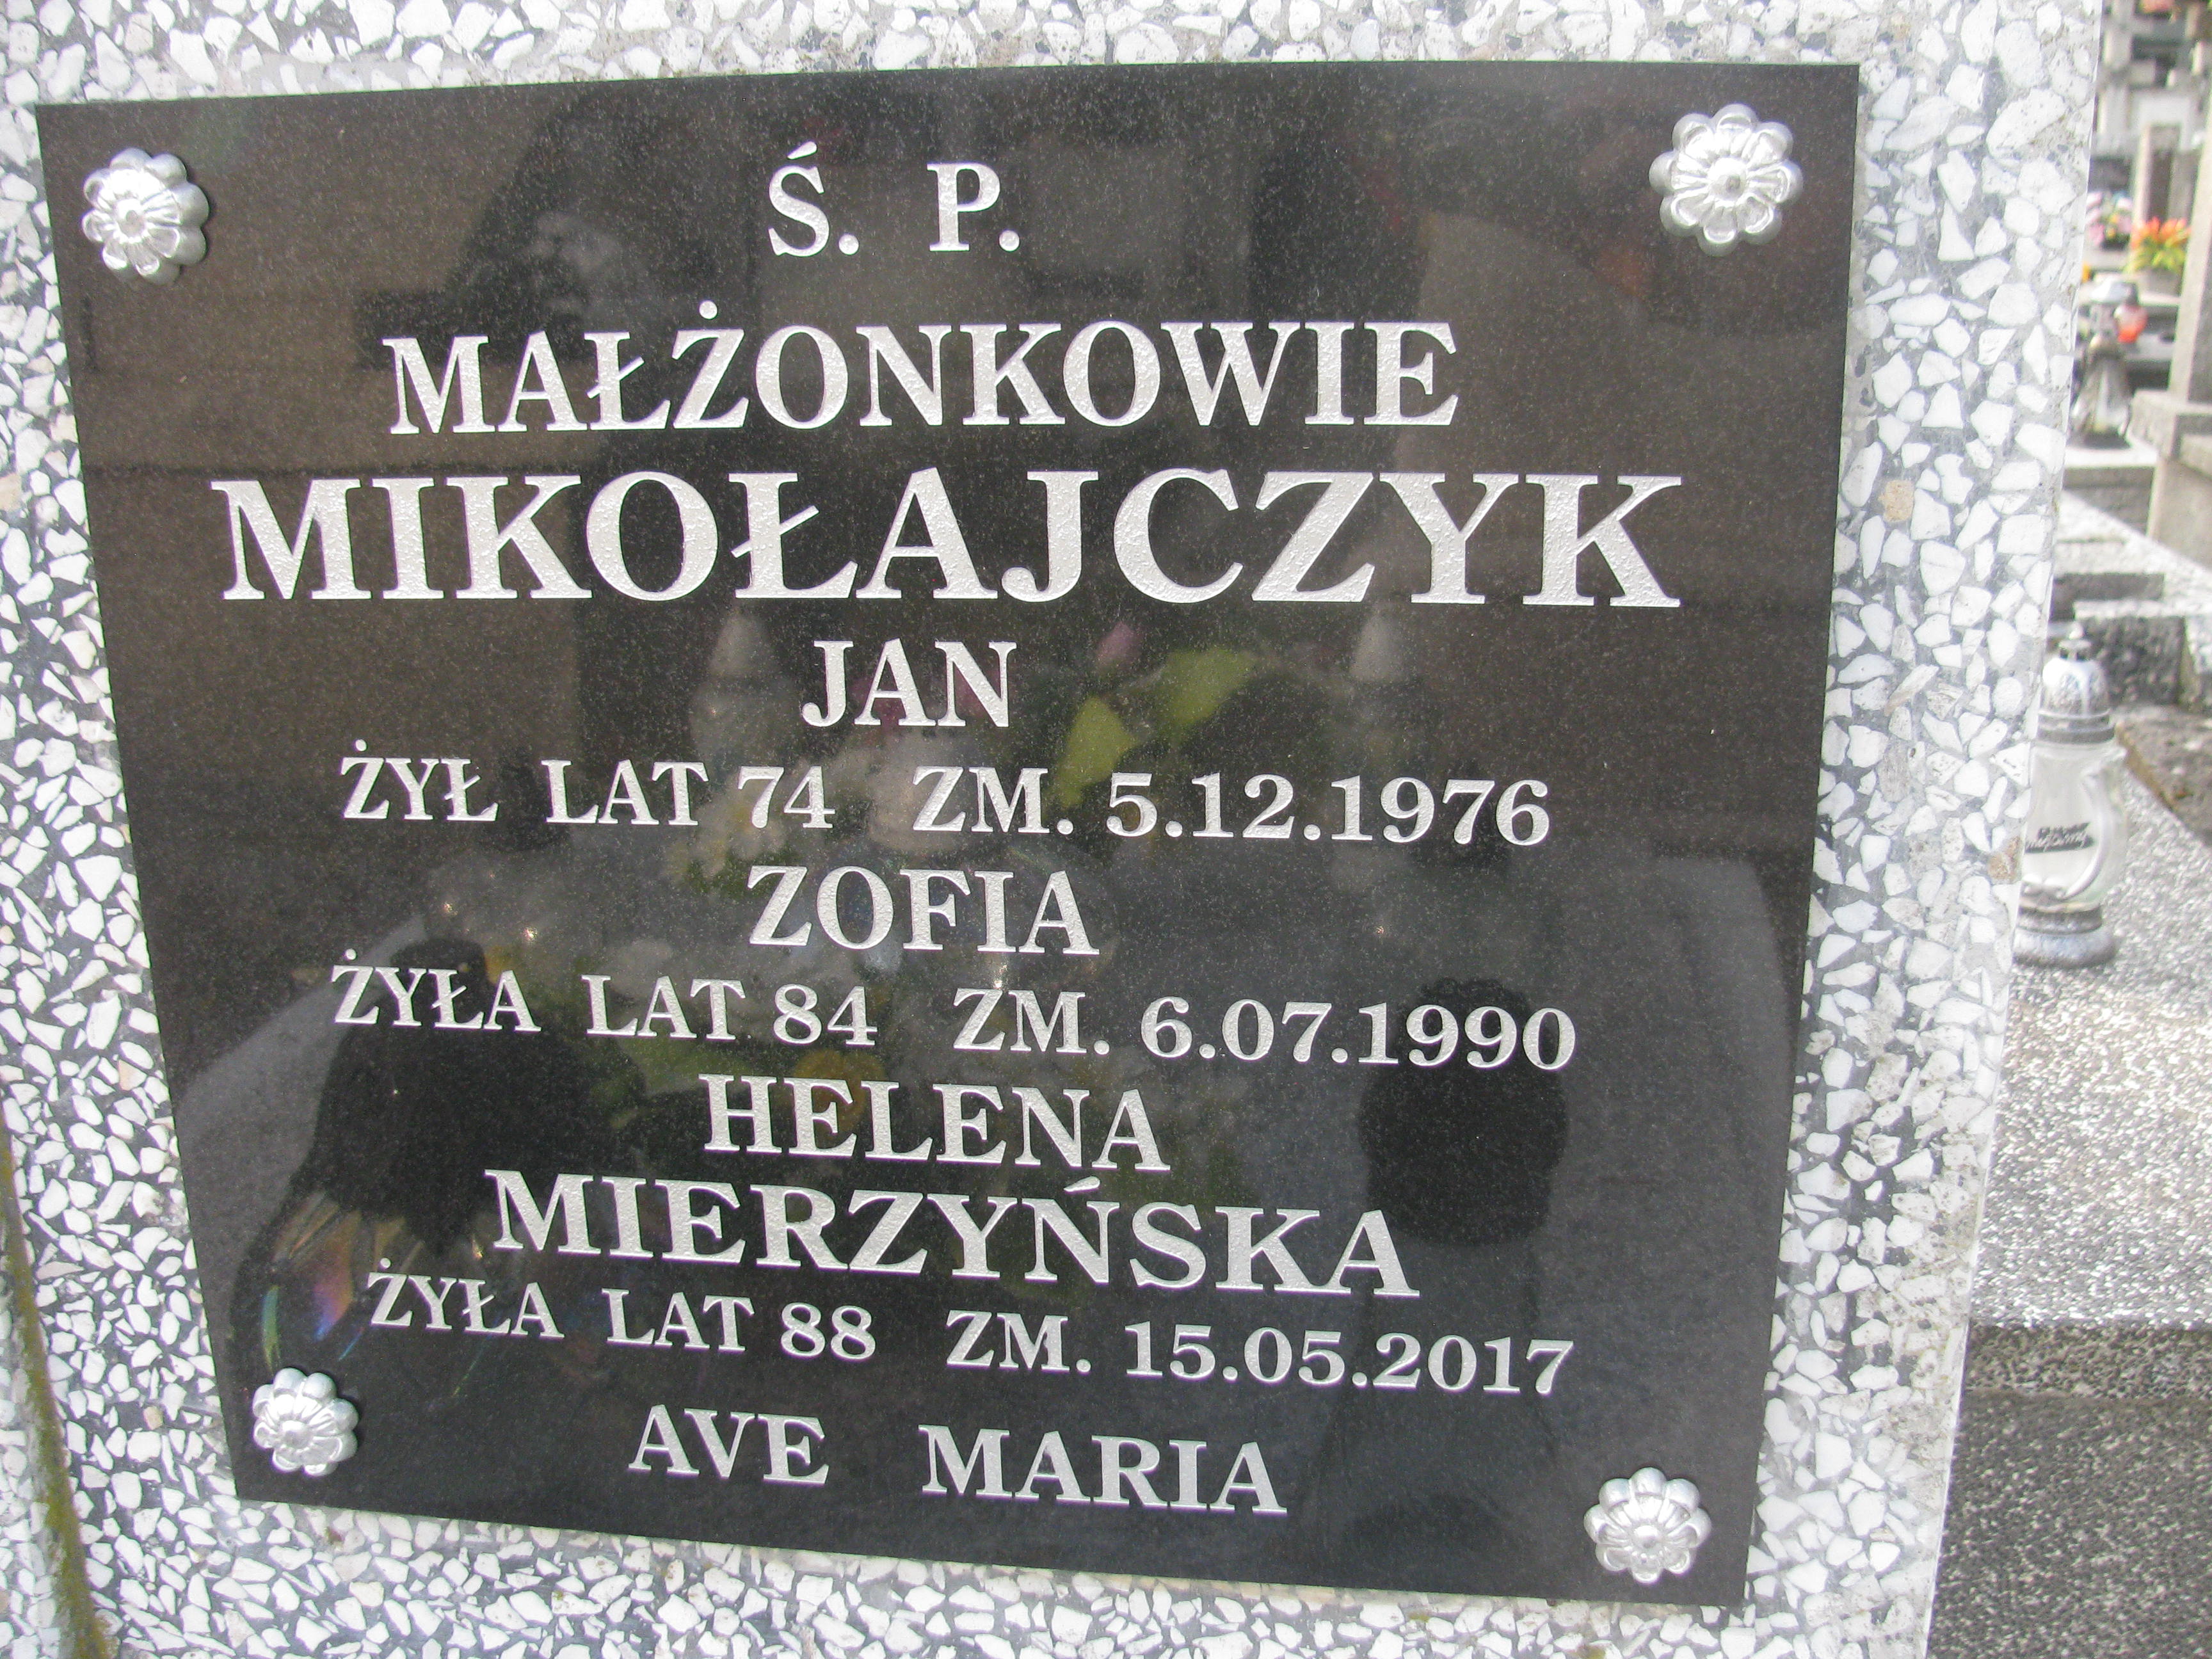 Ś. P.
MAŁŻONKOWIE
MIKOŁAJCZYK
JAN
ŻYŁ LAT 74 ZM. 5.12.1976
ZOFIA
ŻYŁA LAT 84 ZM. 6.07.1990
HELENA
MIERZYŃSKA
ŻYŁA LAT 88 ZM. 15.05.2017
AVE MARIA